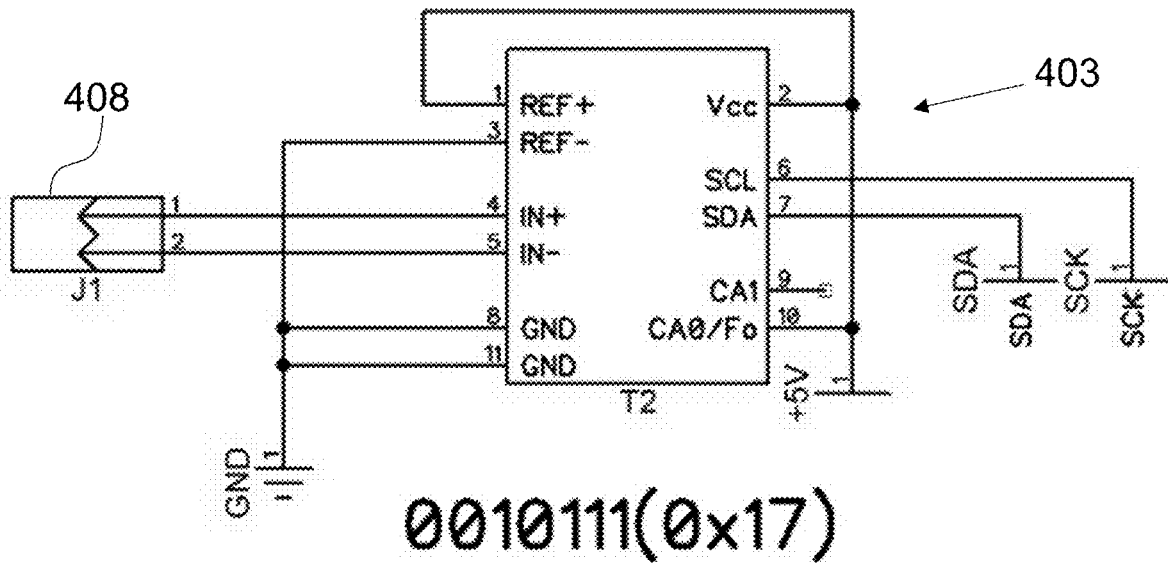 408
403
1 REF+ Vcc 2
3 REF-
SCL 6
1 4 IN+ SDA 7
2 5 IN-
J1
CA1 9
8 GND CA0/Fo 10
11 GND
T2
SDA 1 SDA
SCK 1 SCK
+5V 1
GND 1
0010111(0x17)